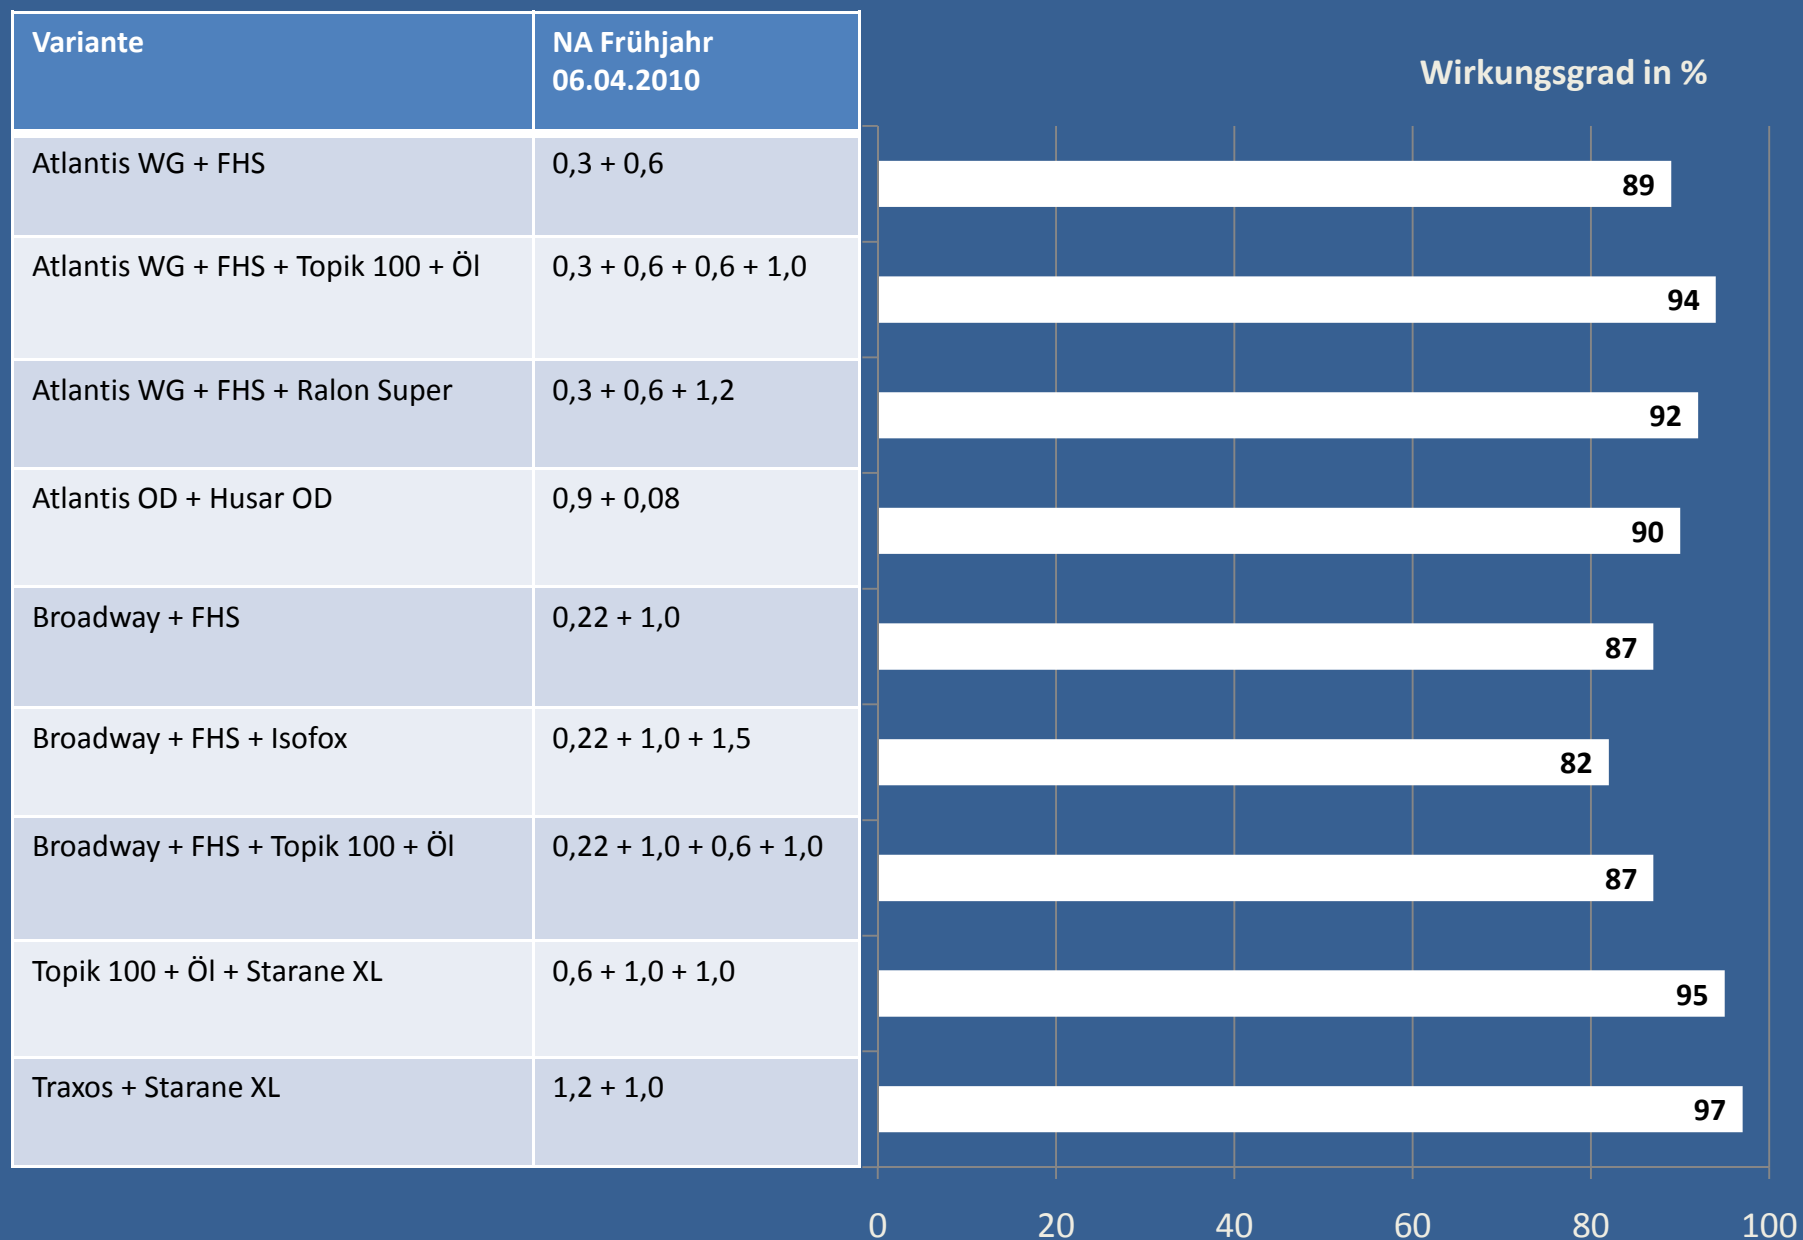 Variante
NA Frühjahr
06.04.2010
Wirkungsgrad in %
Atlantis WG + FHS
0,3 + 0,6
89
Atlantis WG + FHS + Topik 100 + Öl
0,3 + 0,6 + 0,6 + 1,0
94
Atlantis WG + FHS + Ralon Super
0,3 + 0,6 + 1,2
92
Atlantis OD + Husar OD
0,9 + 0,08
90
Broadway + FHS
0,22 + 1,0
87
Broadway + FHS + Isofox
0,22 + 1,0 + 1,5
82
Broadway + FHS + Topik 100 + Öl
0,22 + 1,0 + 0,6 + 1,0
87
Topik 100 + Öl + Starane XL
0,6 + 1,0 + 1,0
95
Traxos + Starane XL
1,2 + 1,0
97
0 20 40 60 80 100